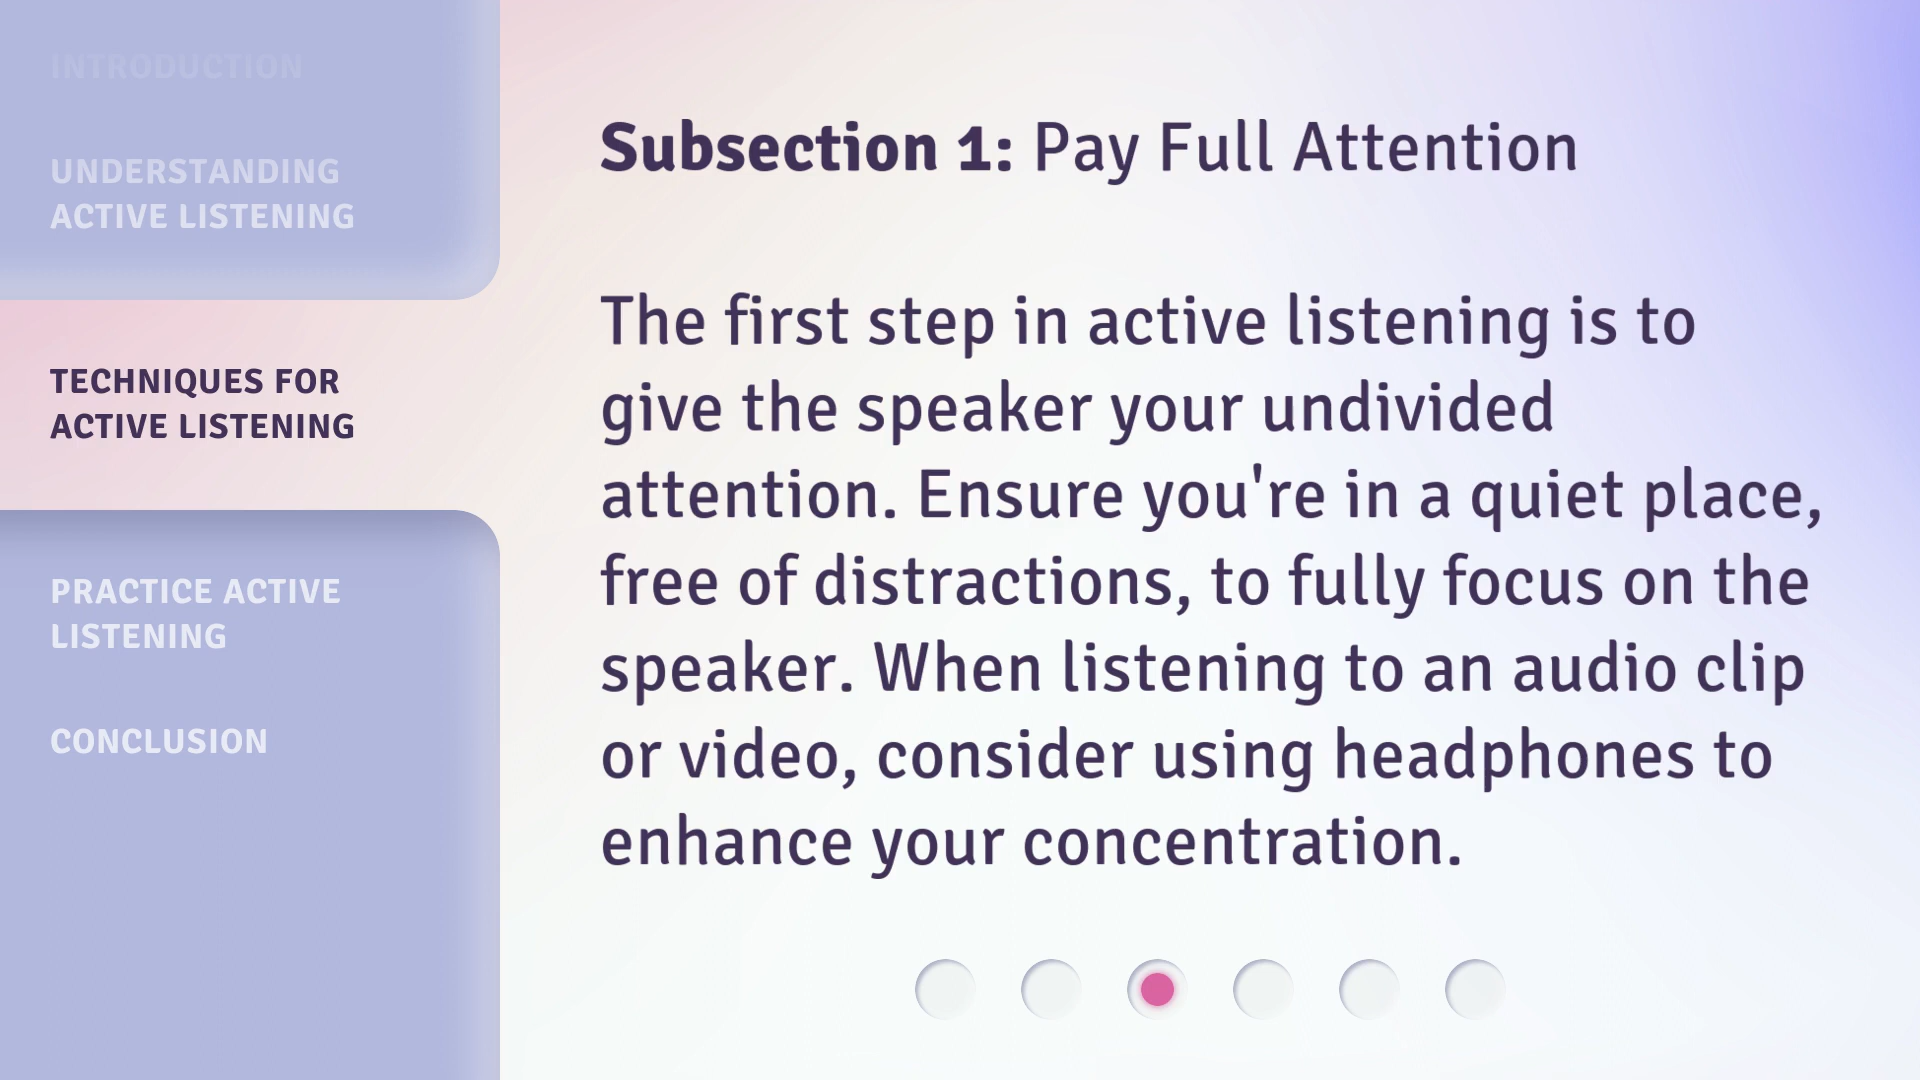 INTRODUCTION
UNDERSTANDING
ACTIVE LISTENING
TECHNIQUES FOR
ACTIVE LISTENING
PRACTICE ACTIVE
LISTENING
CONCLUSION
Subsection 1: Pay Full Attention
The first step in active listening is to
give the speaker your undivided
attention. Ensure you're in a quiet place,
free of distractions, to fully focus on the
speaker. When listening to an audio clip
or video, consider using headphones to
enhance your concentration.